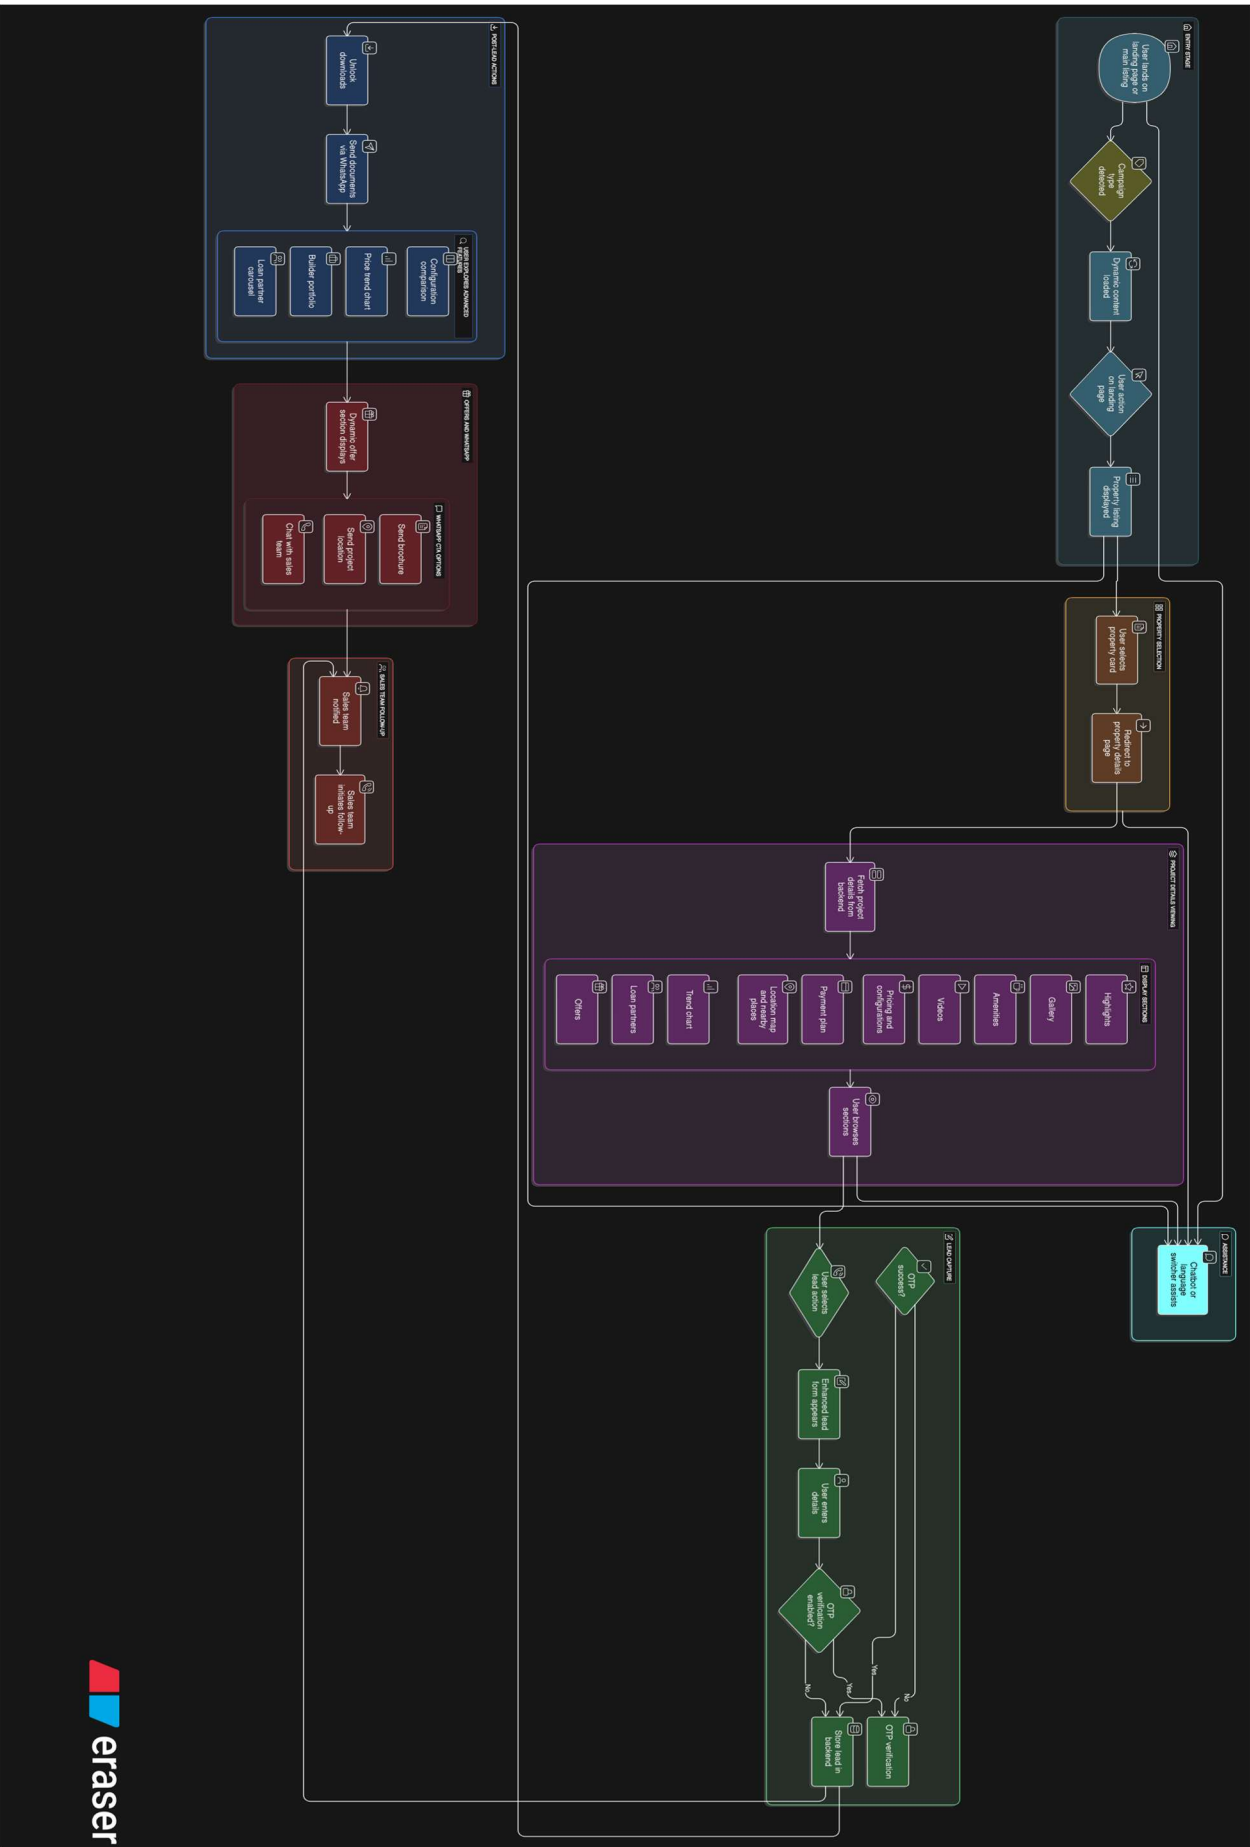 ENTRY STAGE
User lands on
landing page or
main listing
Campaign
type
detected
Dynamic content
loaded
User action
on landing
page
Property listing
displayed
PROPERTY SELECTION
User selects
property card
Redirect to
property details
page
PROJECT DETAILS VIEWING
Fetch project
details from
backend
DISPLAY SECTIONS
Highlights
Gallery
Amenities
Videos
Pricing and
configurations
Payment plan
Location map
and nearby
places
Trend chart
Loan partners
Offers
User browses
sections
ASSISTANCE
Chatbot or
language
switcher assists
LEAD CAPTURE
OTP
success?
User selects
lead action
Enhanced lead
form appears
User enters
details
OTP
verification
enabled?
No
Yes
Yes
No
OTP verification
Store lead in
backend
POST-LEAD ACTIONS
Unlock
downloads
Send documents
via WhatsApp
USER EXPLORES ADVANCED
FEATURES
Configuration
comparison
Price trend chart
Builder portfolio
Loan partner
carousel
OFFERS AND WHATSAPP
Dynamic offer
section displays
WHATSAPP CTA OPTIONS
Send brochure
Send project
location
Chat with sales
team
SALES TEAM FOLLOW-UP
Sales team
notified
Sales team
initiates follow-
up
eraser